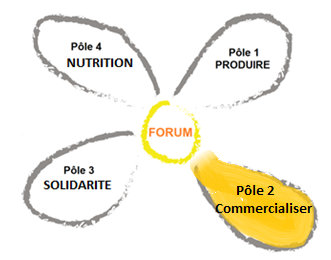 Pôle 4
NUTRITION
Pôle 1
PRODUIRE
FORUM
Pôle 3
SOLIDARITE
Pôle 2
Commercialiser